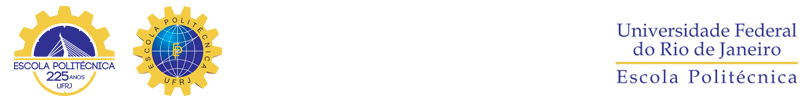 ESCOLA POLITÉCNICA
225 ANOS
UFRJ
ESCOLA POLITÉCNICA
UFRJ
Universidade Federal
do Rio de Janeiro
Escola Politécnica